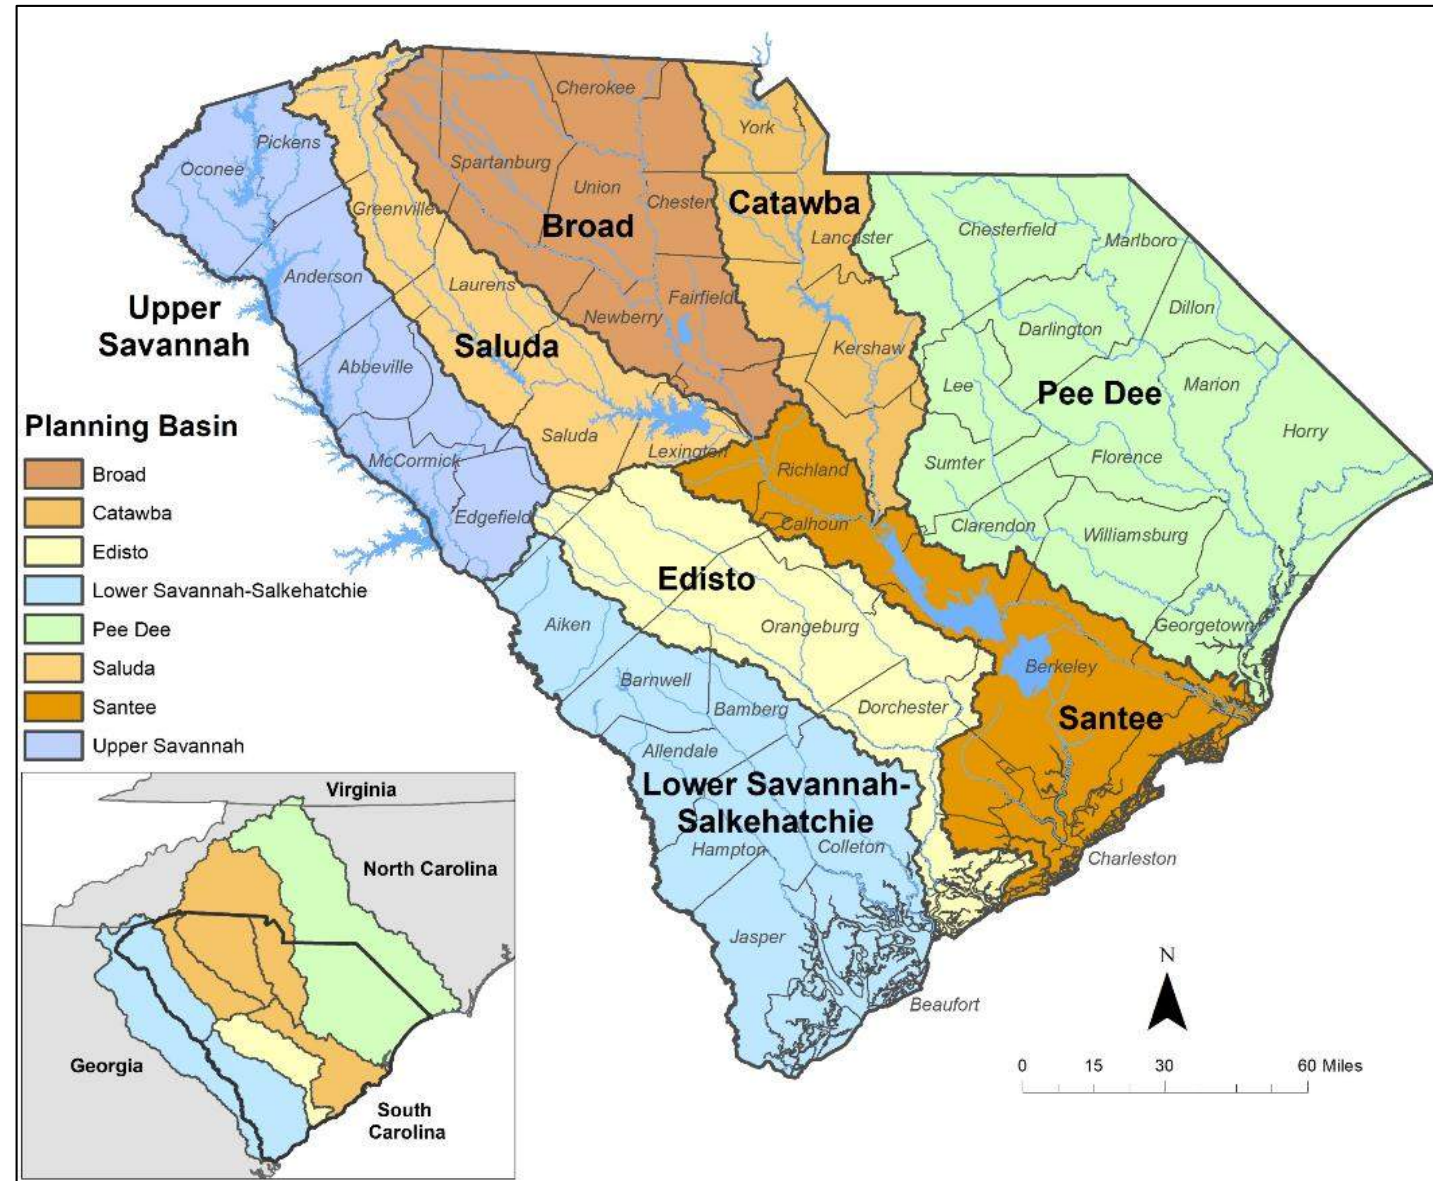 Cherokee
York
Pickens
Oconee
Spartanburg
Union
Chester
Catawba
Greenville
Broad
Lancaster
Chesterfield
Marlboro
Anderson
Laurens
Upper
Savannah
Newberry
Fairfield
Dillon
Darlington
Saluda
Kershaw
Abbeville
Lee
Pee Dee
Marion
Planning Basin
Saluda
Lexington
Horry
McCormick
Richland
Sumter
Florence
Broad
Catawba
Edisto
Lower Savannah-Salkehatchie
Pee Dee
Saluda
Santee
Upper Savannah
Edgefield
Calhoun
Clarendon
Williamsburg
Edisto
Aiken
Orangeburg
Georgetown
Barnwell
Berkeley
Bamberg
Dorchester
Santee
Allendale
Lower Savannah-
Salkehatchie
Hampton
Colleton
Charleston
Jasper
Beaufort
Virginia
North Carolina
Georgia
South
Carolina
N
0 15 30 60 Miles